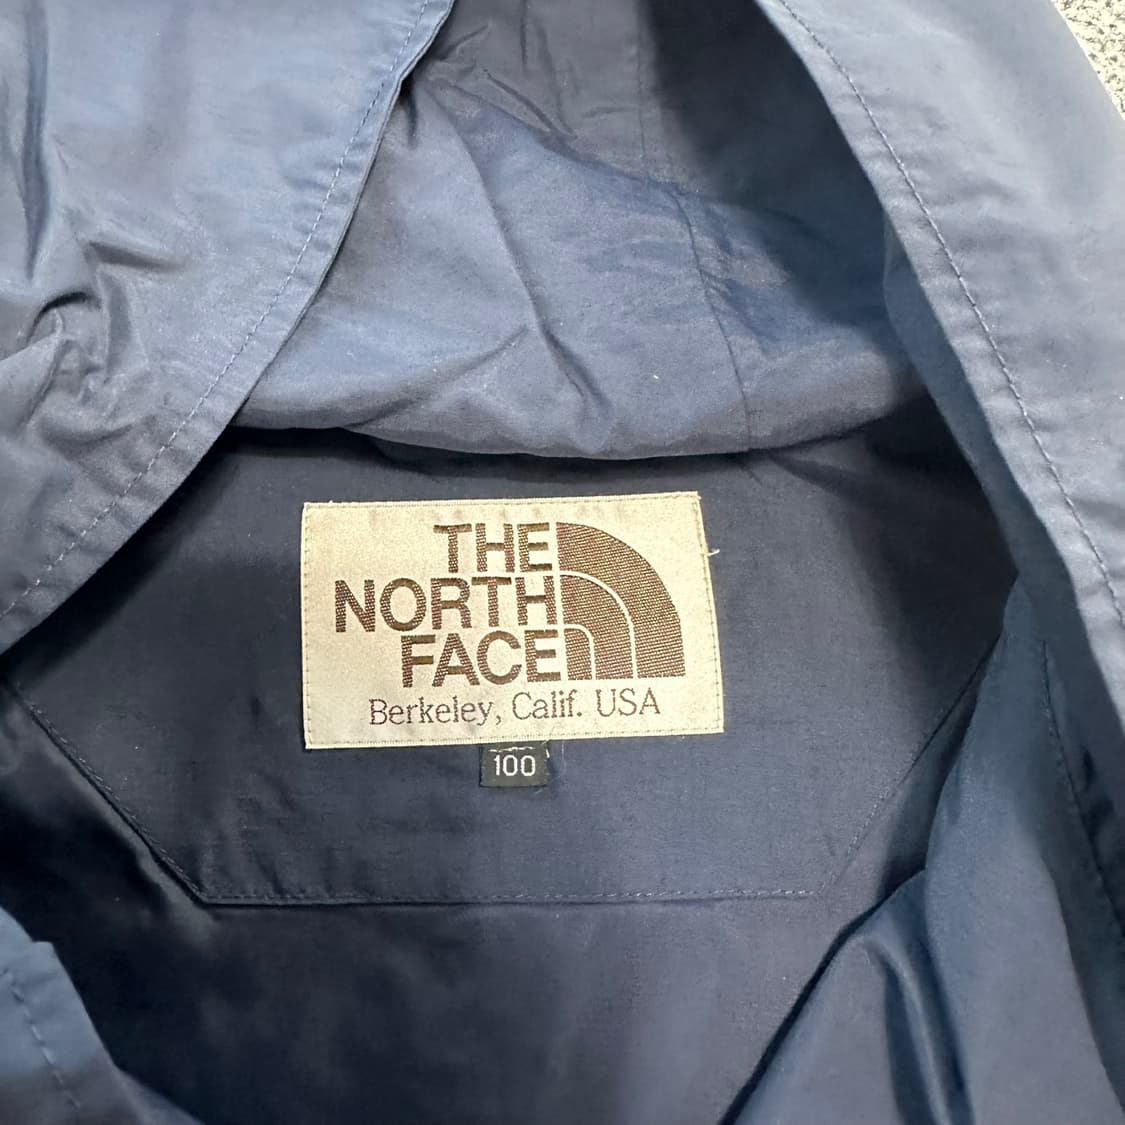 THE
NORTH
FACE
Berkeley, Calif. USA
100